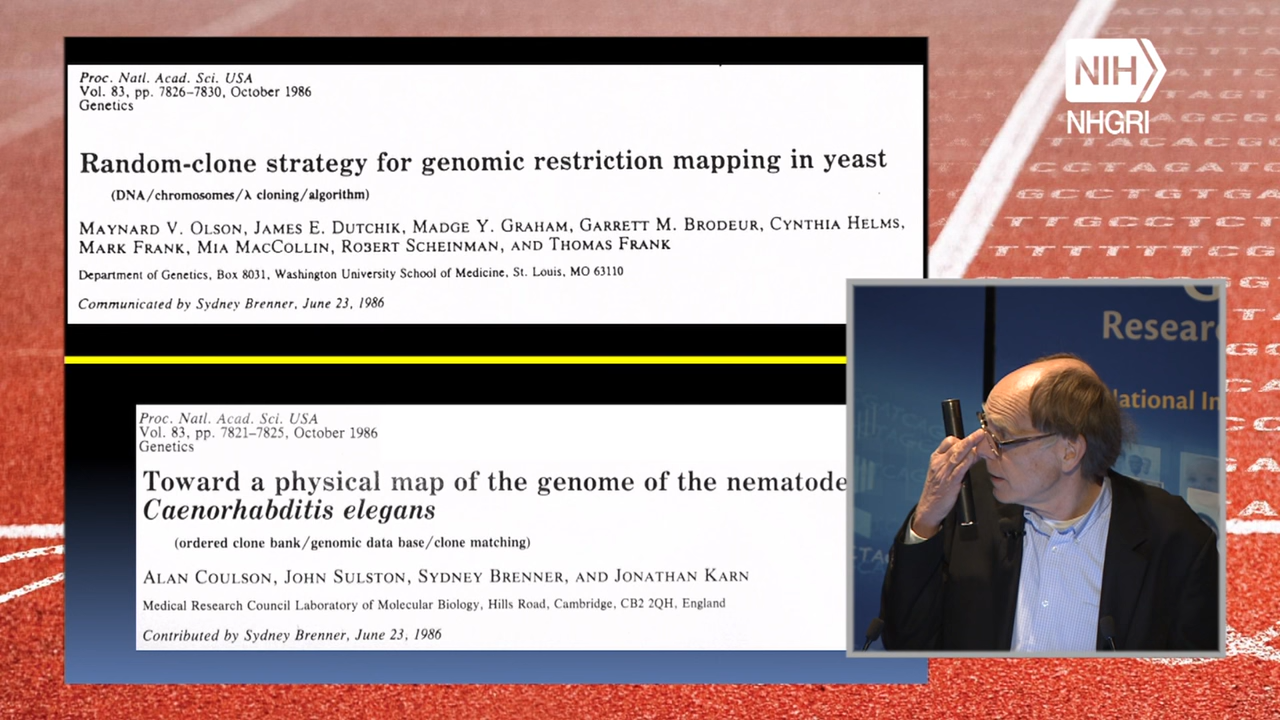 Proc. Natl. Acad. Sci. USA
Vol. 83, pp. 7826–7830, October 1986
Genetics
Random-clone strategy for genomic restriction mapping in yeast
(DNA/chromosomes/λ cloning/algorithm)
MAYNARD V. OLSON, JAMES E. DUTCHIK, MADGE Y. GRAHAM, GARRETT M. BRODEUR, CYNTHIA HELMS,
MARK FRANK, MIA MACCOLLIN, ROBERT SCHEINMAN, AND THOMAS FRANK
Department of Genetics, Box 8031, Washington University School of Medicine, St. Louis, MO 63110
Communicated by Sydney Brenner, June 23, 1986
Proc. Natl. Acad. Sci. USA
Vol. 83, pp. 7821–7825, October 1986
Genetics
Toward a physical map of the genome of the nematode
Caenorhabditis elegans
(ordered clone bank/genomic data base/clone matching)
ALAN COULSON, JOHN SULSTON, SYDNEY BRENNER, AND JONATHAN KARN
Medical Research Council Laboratory of Molecular Biology, Hills Road, Cambridge, CB2 2QH, England
Contributed by Sydney Brenner, June 23, 1986
NIH
NHGRI
Resear
National In